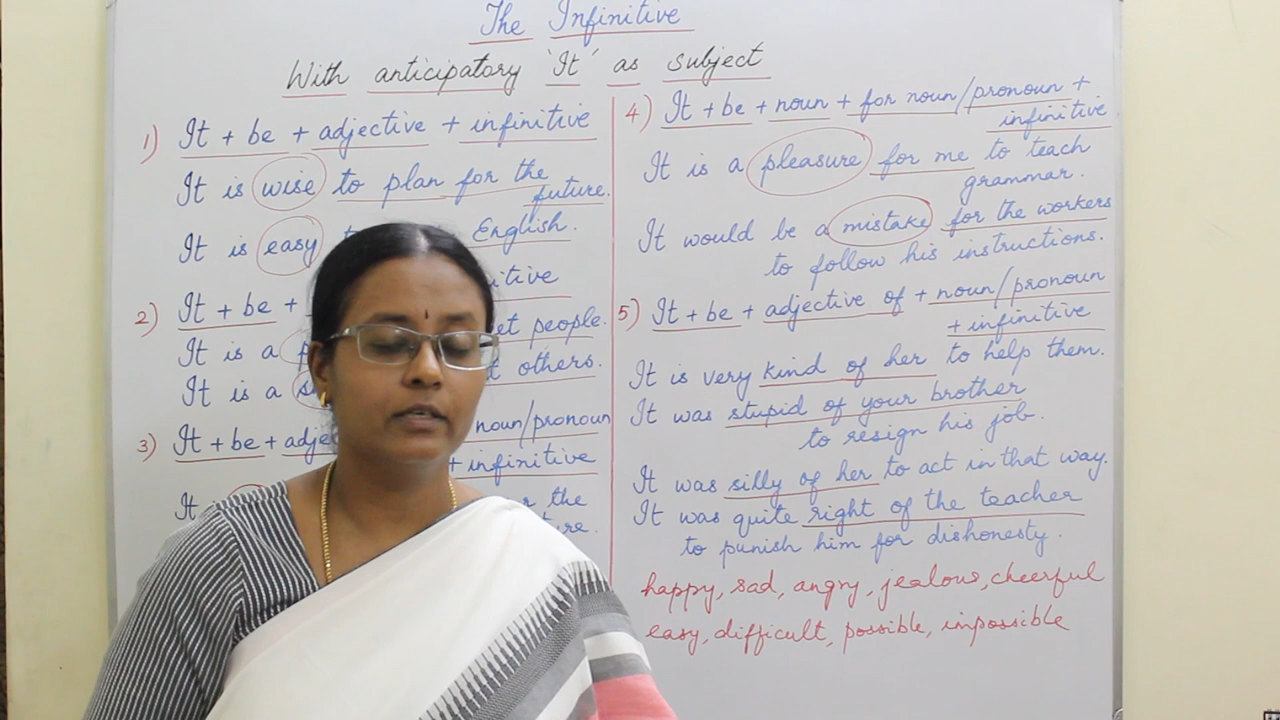 The Infinitive
With anticipatory 'It' as subject
1) It + be + adjective + infinitive
It is wise to plan for the
future.
It is easy English.
2) It + be +
It is a people.
It is a others.
3) It + be + noun/pronoun
+ infinitive
It the
4) It + be + noun + for noun/pronoun +
infinitive
It is a pleasure for me to teach
grammar.
It would be a mistake for the workers
to follow his instructions.
5) It + be + adjective of + noun/pronoun
+ infinitive
It is very kind of her to help them.
It was stupid of your brother
to resign his job.
It was silly of her to act in that way.
It was quite right of the teacher
to punish him for dishonesty.
happy, sad, angry, jealous, cheerful
easy, difficult, possible, impossible